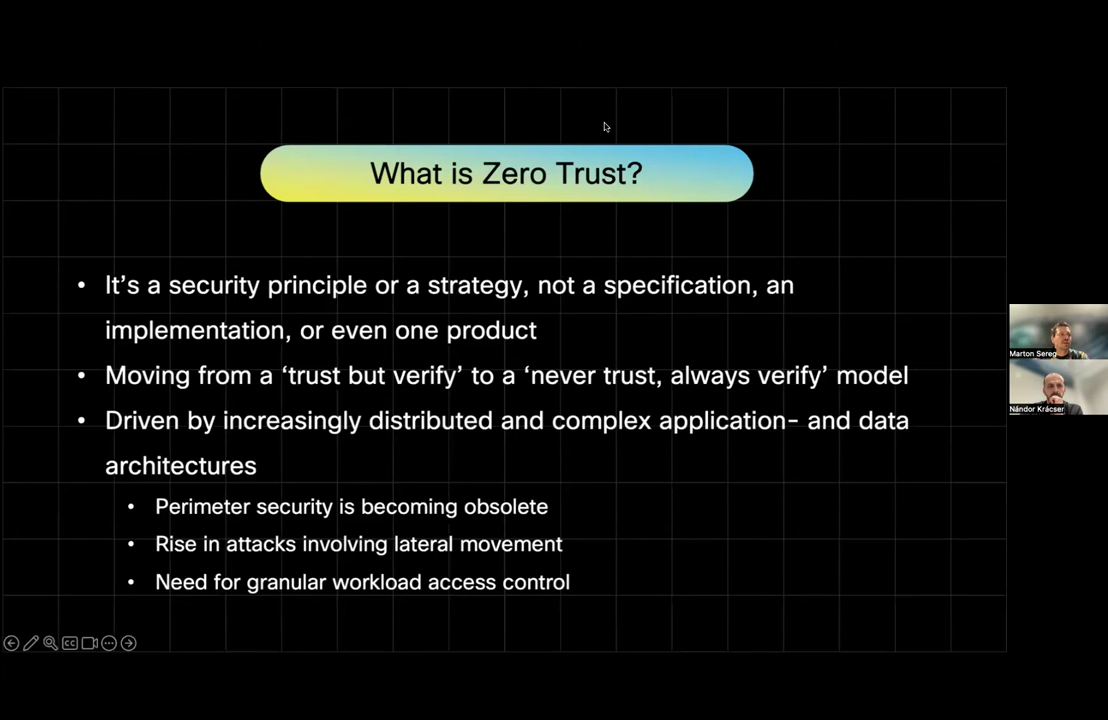 What is Zero Trust?
• It’s a security principle or a strategy, not a specification, an
implementation, or even one product
• Moving from a ‘trust but verify’ to a ‘never trust, always verify’ model
• Driven by increasingly distributed and complex application- and data
architectures
• Perimeter security is becoming obsolete
• Rise in attacks involving lateral movement
• Need for granular workload access control
Marton Sereg
Nándor Krácser
CC